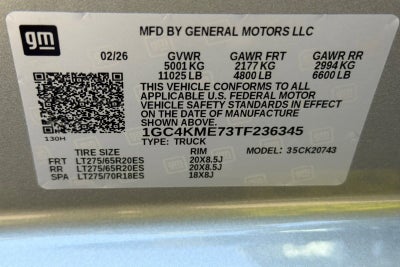 gm
MFD BY GENERAL MOTORS LLC
02/26 GVWR GAWR FRT GAWR RR
5001 KG 2177 KG 2994 KG
11025 LB 4800 LB 6600 LB
THIS VEHICLE CONFORMS TO ALL
APPLICABLE U.S. FEDERAL MOTOR
VEHICLE SAFETY STANDARDS IN EFFECT
ON THE DATE OF MANUFACTURE SHOWN ABOVE.
1GC4KME73TF236345
130H TYPE: TRUCK
MODEL: 35CK20743
TIRE SIZE RIM
FRT LT275/65R20ES 20X8.5J
RR LT275/65R20ES 20X8.5J
SPA LT275/70R18ES 18X8J